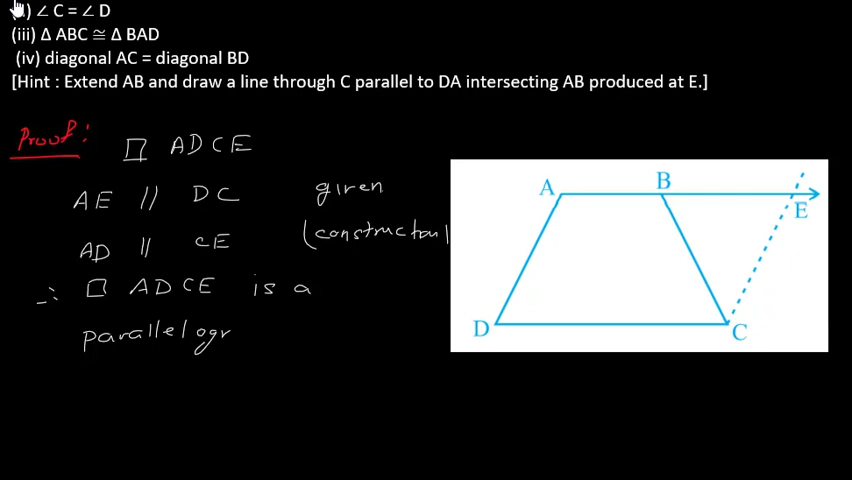 ) ∠ C = ∠ D
(iii) Δ ABC ≅ Δ BAD
(iv) diagonal AC = diagonal BD
[Hint : Extend AB and draw a line through C parallel to DA intersecting AB produced at E.]
Proof :
□ ADCE
AE // DC given
AD // CE (construction)
∴ □ ADCE is a
parallelogr
A B E
D C